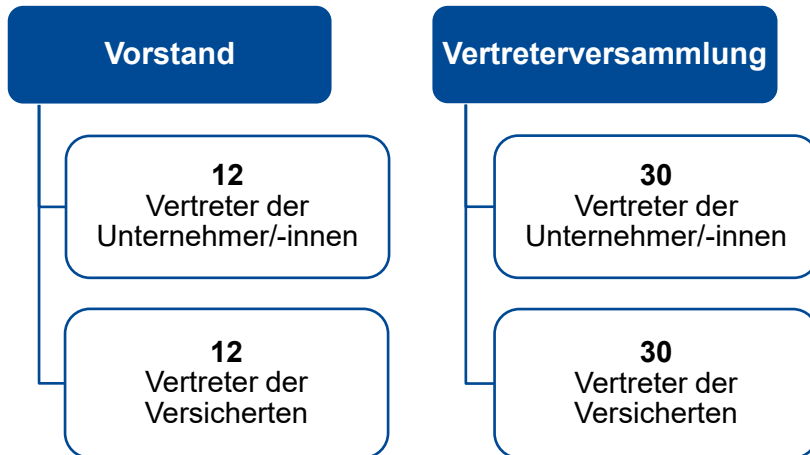 Vorstand
12
Vertreter der
Unternehmer/-innen
12
Vertreter der
Versicherten
Vertreterversammlung
30
Vertreter der
Unternehmer/-innen
30
Vertreter der
Versicherten